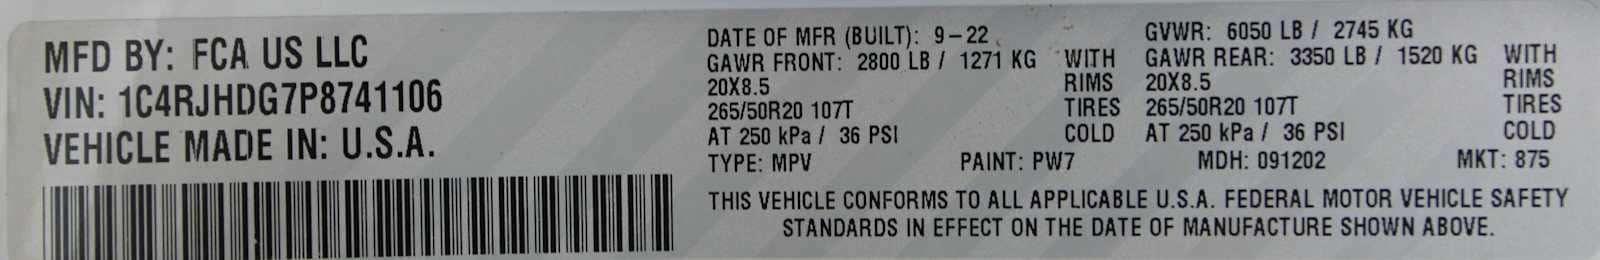 MFD BY: FCA US LLC
VIN: 1C4RJHDG7P8741106
VEHICLE MADE IN: U.S.A.
DATE OF MFR (BUILT): 9-22 GVWR: 6050 LB / 2745 KG
GAWR FRONT: 2800 LB / 1271 KG WITH GAWR REAR: 3350 LB / 1520 KG WITH
20X8.5 RIMS 20X8.5 RIMS
265/50R20 107T TIRES 265/50R20 107T TIRES
AT 250 kPa / 36 PSI COLD AT 250 kPa / 36 PSI COLD
TYPE: MPV PAINT: PW7 MDH: 091202 MKT: 875
THIS VEHICLE CONFORMS TO ALL APPLICABLE U.S.A. FEDERAL MOTOR VEHICLE SAFETY
STANDARDS IN EFFECT ON THE DATE OF MANUFACTURE SHOWN ABOVE.